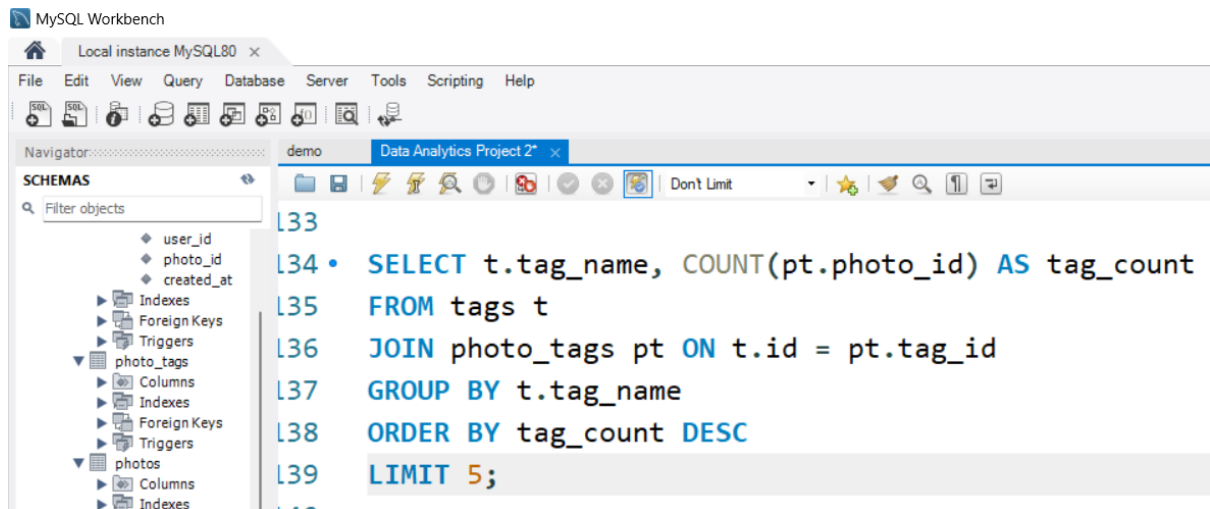 MySQL Workbench
Local instance MySQL80 ×
File Edit View Query Database Server Tools Scripting Help
Navigator
SCHEMAS
Filter objects
user_id
photo_id
created_at
Indexes
Foreign Keys
Triggers
photo_tags
Columns
Indexes
Foreign Keys
Triggers
photos
Columns
Indexes
demo Data Analytics Project 2* ×
Don't Limit
133
134 SELECT t.tag_name, COUNT(pt.photo_id) AS tag_count
135 FROM tags t
136 JOIN photo_tags pt ON t.id = pt.tag_id
137 GROUP BY t.tag_name
138 ORDER BY tag_count DESC
139 LIMIT 5;